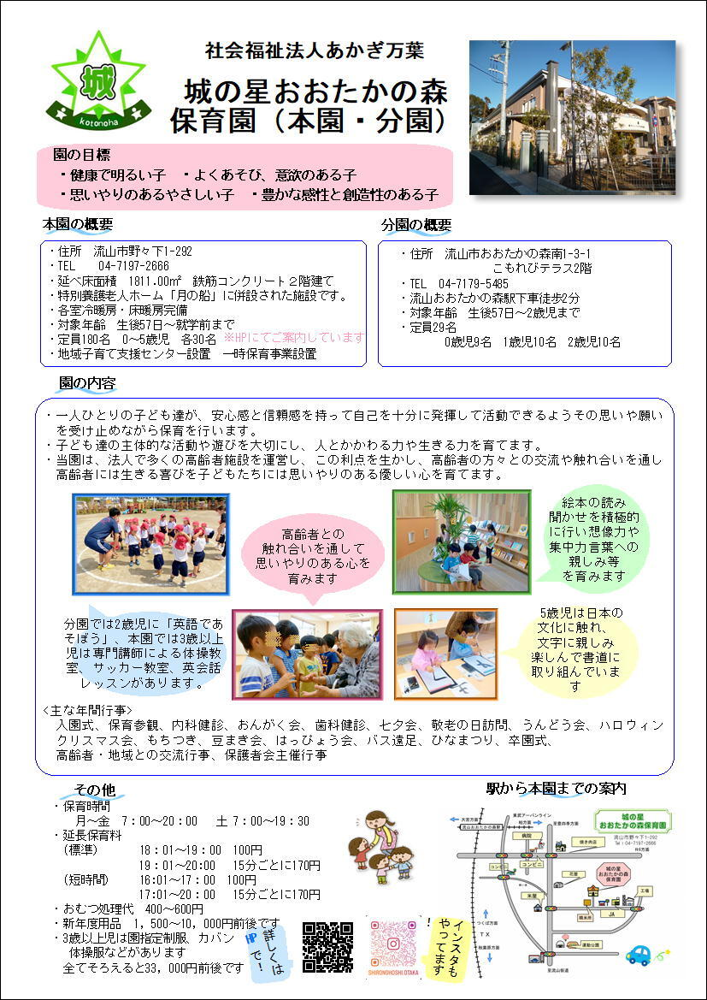 城
kotonoha
社会福祉法人あかぎ万葉
城の星おおたかの森
保育園（本園・分園）
園の目標
・健康で明るい子　・よくあそび、意欲のある子
・思いやりのあるやさしい子　・豊かな感性と創造性のある子
本園の概要
・住所　流山市野々下1-292
・TEL　　04-7197-2666
・延べ床面積　1811.00㎡　鉄筋コンクリート２階建て
・特別養護老人ホーム「月の船」に併設された施設です。
・各室冷暖房・床暖房完備
・対象年齢　生後57日～就学前まで
・定員180名　0～5歳児　各30名　※HPにてご案内しています
・地域子育て支援センター設置　一時保育事業設置
分園の概要
・住所　流山市おおたかの森南1-3-1
こもれびテラス2階
・TEL　04-7179-5485
・流山おおたかの森駅下車徒歩2分
・対象年齢　生後57日～2歳児まで
・定員29名
0歳児9名　1歳児10名　2歳児10名
園の内容
・一人ひとりの子ども達が、安心感と信頼感を持って自己を十分に発揮して活動できるようその思いや願い
を受け止めながら保育を行います。
・子ども達の主体的な活動や遊びを大切にし、人とかかわる力や生きる力を育てます。
・当園は、法人で多くの高齢者施設を運営し、この利点を生かし、高齢者の方々との交流や触れ合いを通し
高齢者には生きる喜びを子どもたちには思いやりのある優しい心を育てます。
高齢者との
触れ合いを通して
思いやりのある心を
育みます
絵本の読み
聞かせを積極的
に行い想像力や
集中力言葉への
親しみ等
を育みます
分園では2歳児に「英語であ
そぼう」、本園では3歳以上
児は専門講師による体操教
室、サッカー教室、英会話
レッスンがあります。
5歳児は日本の
文化に触れ、
文字に親しみ
楽しんで書道に
取り組んでいま
す
<主な年間行事>
入園式、保育参観、内科健診、おんがく会、歯科健診、七夕会、敬老の日訪問、うんどう会、ハロウィン
クリスマス会、もちつき、豆まき会、はっぴょう会、バス遠足、ひなまつり、卒園式、
高齢者・地域との交流行事、保護者会主催行事
その他
・保育時間
月～金　7：00～20：00　土 7：00～19：30
・延長保育料
(標準)　18：01～19：00　100円
19：01～20:00　15分ごとに170円
(短時間)　16:01～17：00　100円
17:01～20：00　15分ごとに170円
・おむつ処理代　400～600円
・新年度用品　1，500～10，000円前後です
・3歳以上児は園指定制服、カバン
体操服などがあります
全てそろえると33，000円前後です
詳しくは
HPで！
SHIRONOHOSHI.OTAKA
インスタも
やってます
！
駅から本園までの案内
大宮方面
東武アーバンライン
柏方面
至豊四季方面
流山おおたかの森駅
病院
焼き肉店
城の星
おおたかの森保育園
流山市野々下1-292
Tel：04-7197-2666
R6方面
コンビニ
コンビニ
花屋
城の星
おおたかの森
保育園
米屋
工場
精米所
JA
つくば方面
TX
秋葉原方面
運動公園
至流山街道